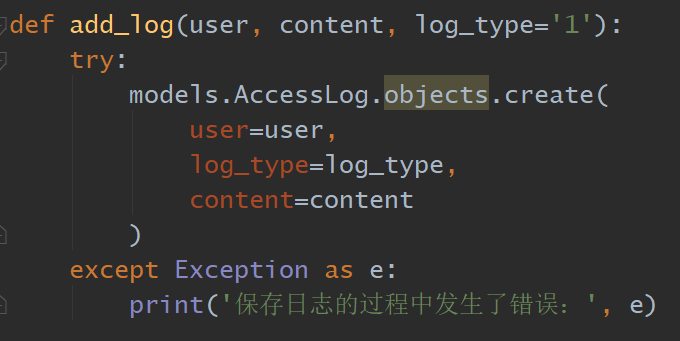 def add_log(user, content, log_type='1'):
    try:
        models.AccessLog.objects.create(
            user=user,
            log_type=log_type,
            content=content
        )
    except Exception as e:
        print('保存日志的过程中发生了错误：', e)